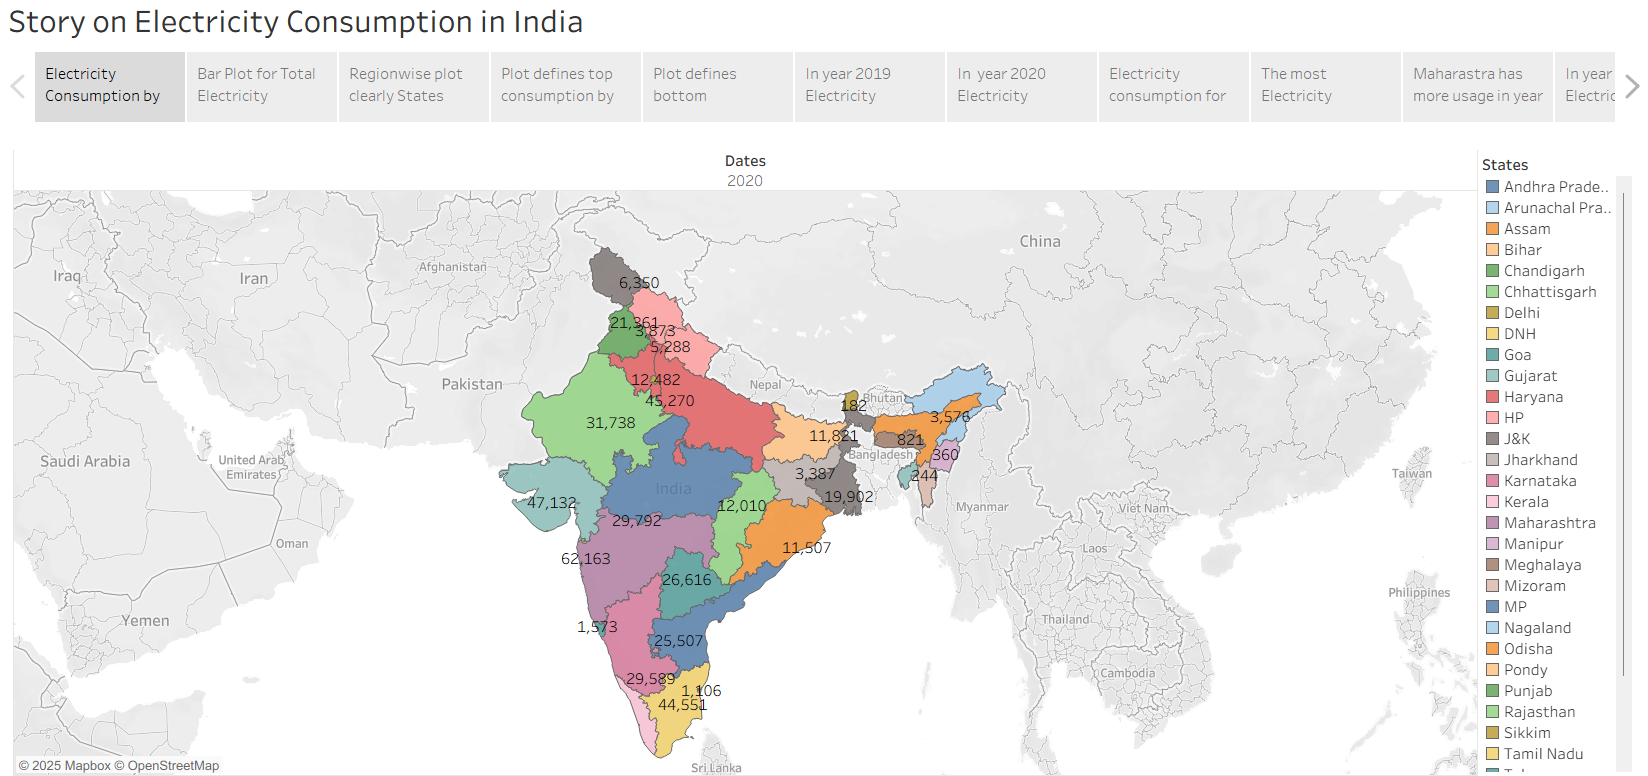 Story on Electricity Consumption in India
Electricity
Consumption by
Bar Plot for Total
Electricity
Regionwise plot
clearly States
Plot defines top
consumption by
Plot defines
bottom
In year 2019
Electricity
In year 2020
Electricity
Electricity
consumption for
The most
Electricity
Maharastra has
more usage in year
In year
Electric
Dates
2020
China
Iraq
Iran
Afghanistan
6,350
21,361
3,873
5,288
Pakistan
12,482
Nepal
45,270
182
Bhutan
31,738
3,576
11,821
821
Saudi Arabia
United Arab
Emirates
Bangladesh
360
3,387
244
Taiwan
India
47,132
19,902
12,010
Myanmar
Viet Nam
29,792
Oman
11,507
Laos
62,163
26,616
Philippines
Yemen
1,573
Thailand
25,507
29,589
Cambodia
1,106
44,551
Sri Lanka
© 2025 Mapbox © OpenStreetMap
States
Andhra Prade..
Arunachal Pra..
Assam
Bihar
Chandigarh
Chhattisgarh
Delhi
DNH
Goa
Gujarat
Haryana
HP
J&K
Jharkhand
Karnataka
Kerala
Maharashtra
Manipur
Meghalaya
Mizoram
MP
Nagaland
Odisha
Pondy
Punjab
Rajasthan
Sikkim
Tamil Nadu